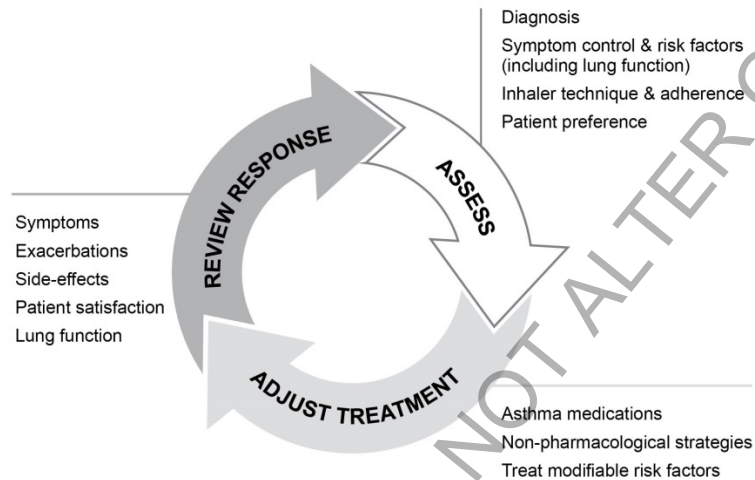 Diagnosis
Symptom control & risk factors
(including lung function)
Inhaler technique & adherence
Patient preference
REVIEW RESPONSE
ASSESS
Symptoms
Exacerbations
Side-effects
Patient satisfaction
Lung function
ADJUST TREATMENT
Asthma medications
Non-pharmacological strategies
Treat modifiable risk factors
NOT ALTER